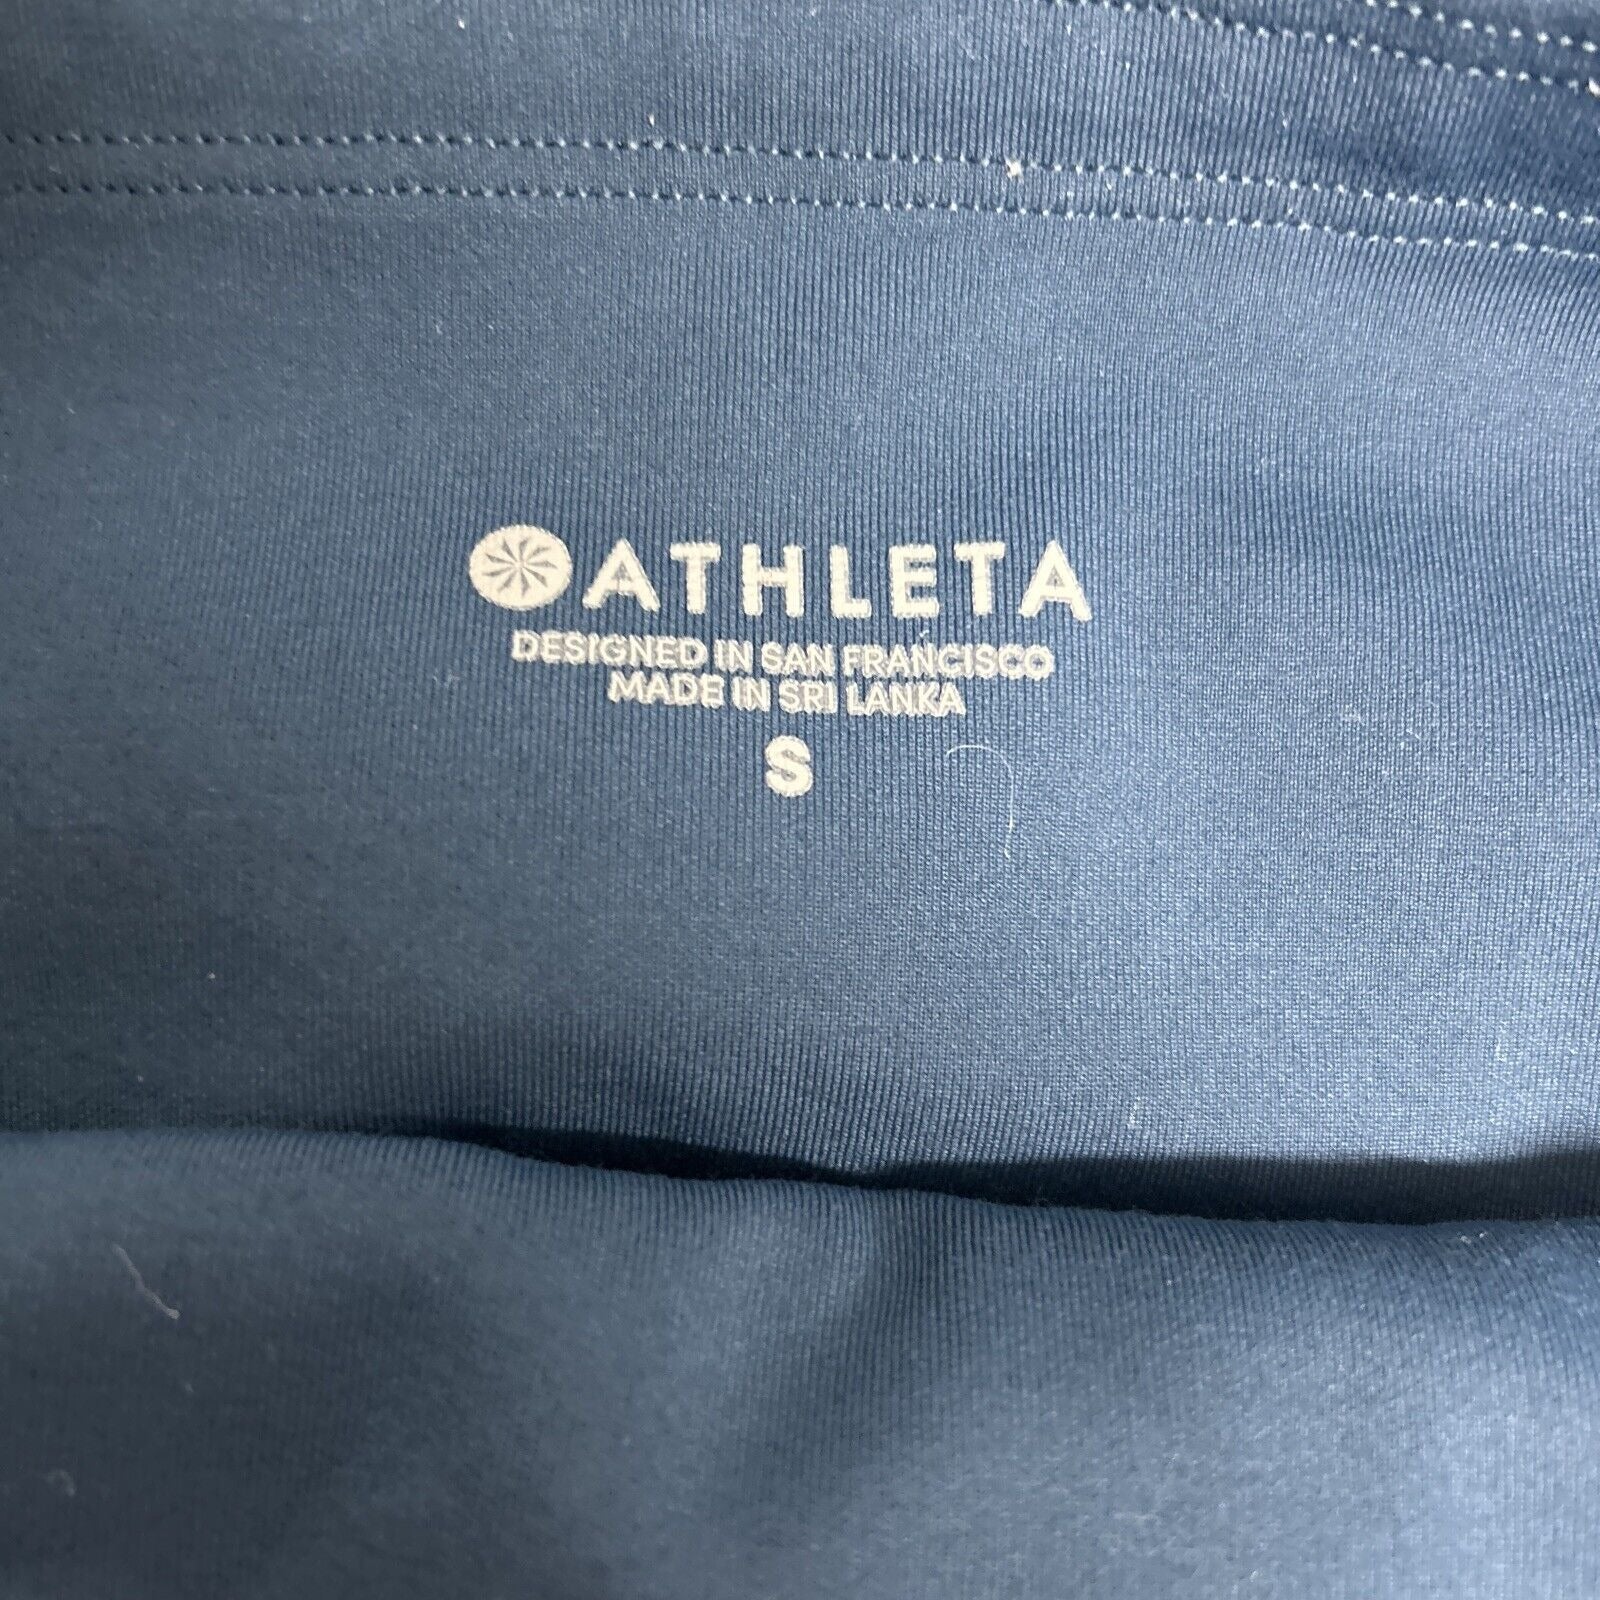 ATHLETA
DESIGNED IN SAN FRANCISCO
MADE IN SRI LANKA
S